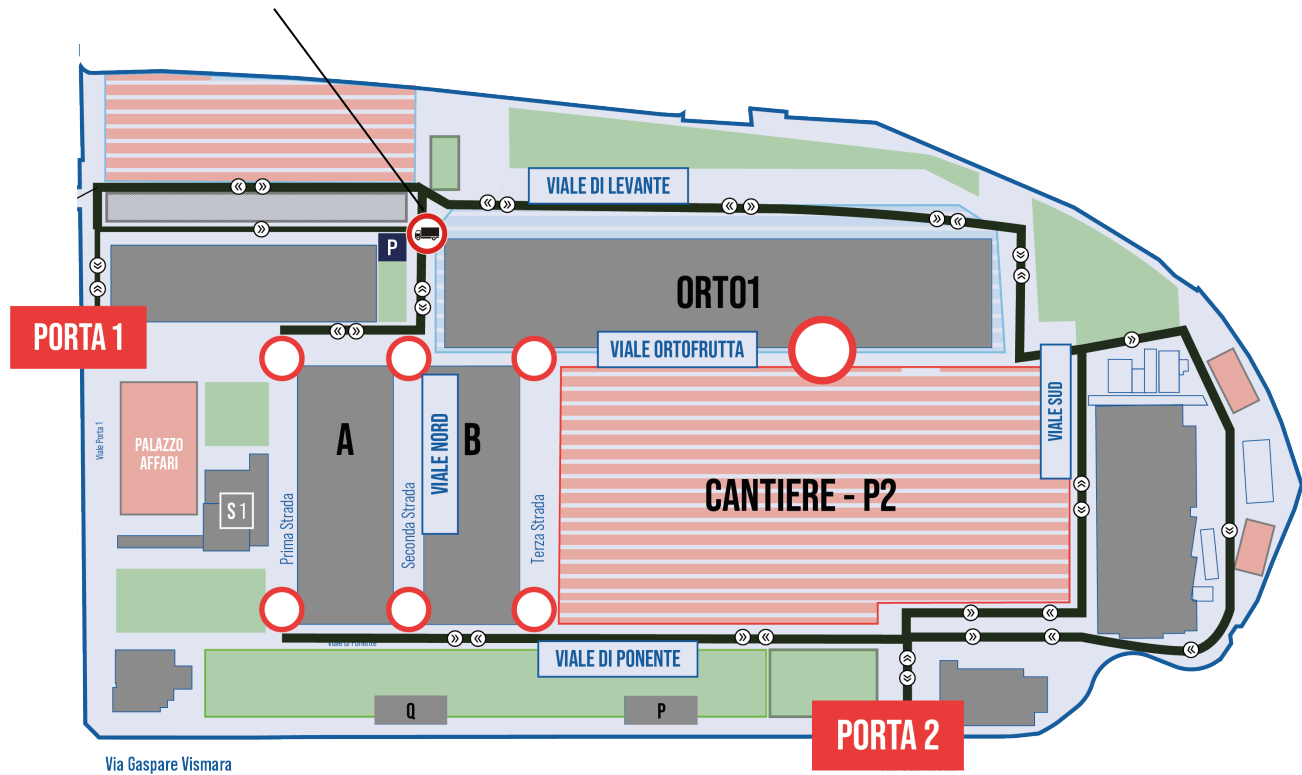 VIALE DI LEVANTE
P
ORTO1
PORTA 1
VIALE ORTOFRUTTA
VIALE SUD
Viale Porta 1
PALAZZO
AFFARI
A
VIALE NORD
B
CANTIERE - P2
S 1
Prima Strada
Seconda Strada
Terza Strada
Viale di Ponente
VIALE DI PONENTE
Q
P
PORTA 2
Via Gaspare Vismara